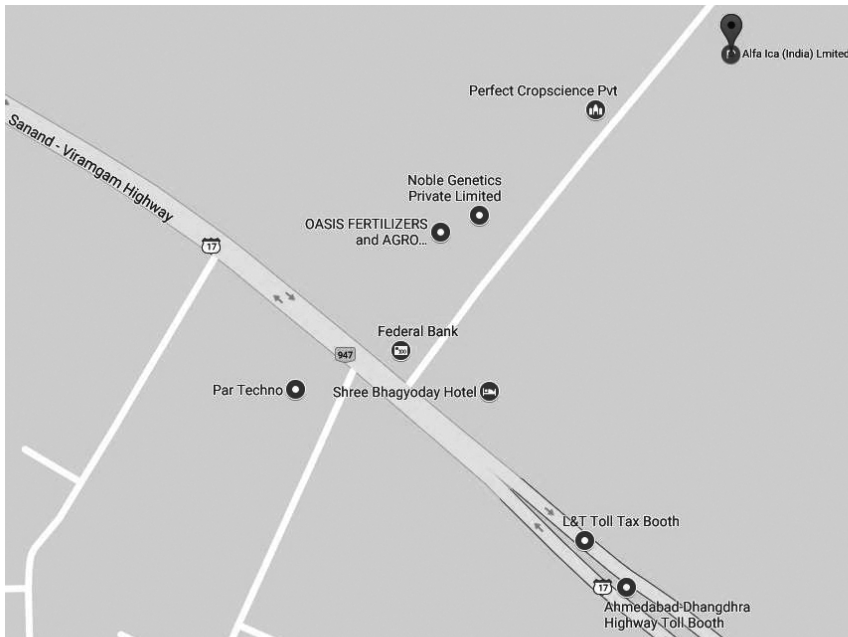 Alfa Ica (India) Lmited
Perfect Cropscience Pvt
Sanand - Viramgam Highway
Noble Genetics
Private Limited
OASIS FERTILIZERS
and AGRO...
17
Federal Bank
947
Par Techno
Shree Bhagyoday Hotel
L&T Toll Tax Booth
17
Ahmedabad-Dhangdhra
Highway Toll Booth